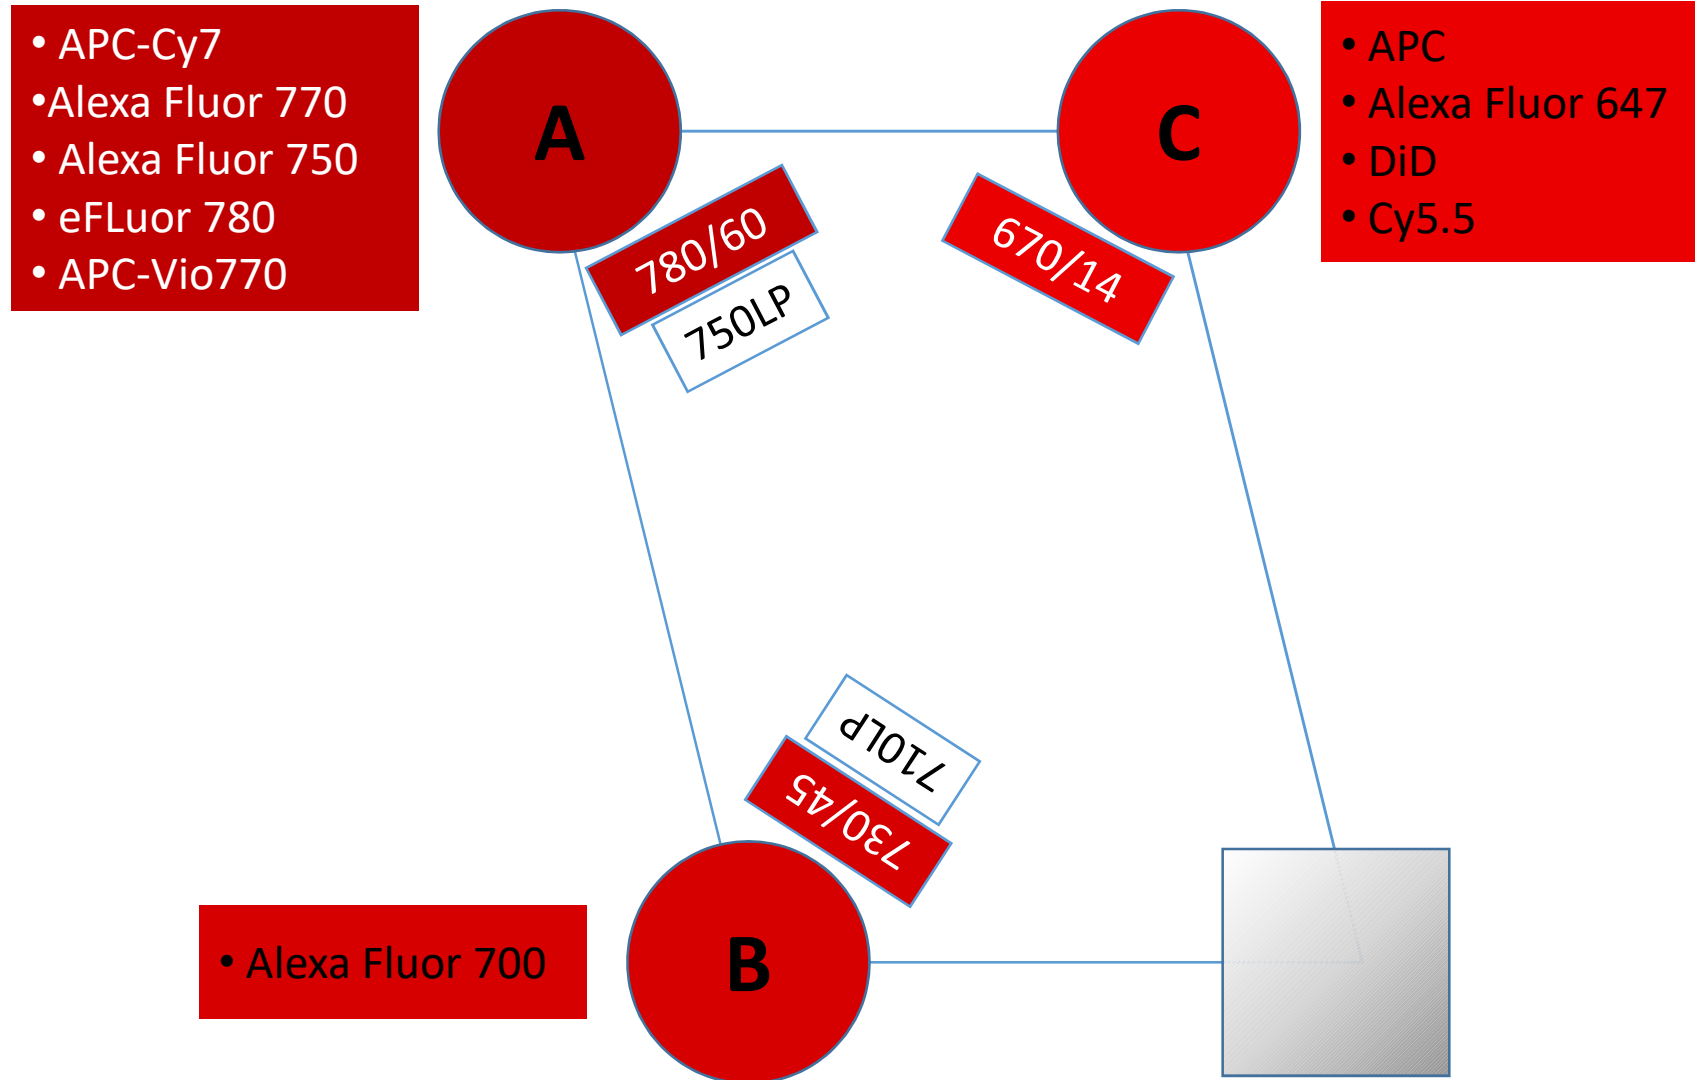 • APC-Cy7
•Alexa Fluor 770
• Alexa Fluor 750
• eFLuor 780
• APC-Vio770
A
780/60
750LP
C
670/14
• APC
• Alexa Fluor 647
• DiD
• Cy5.5
710LP
730/45
B
• Alexa Fluor 700